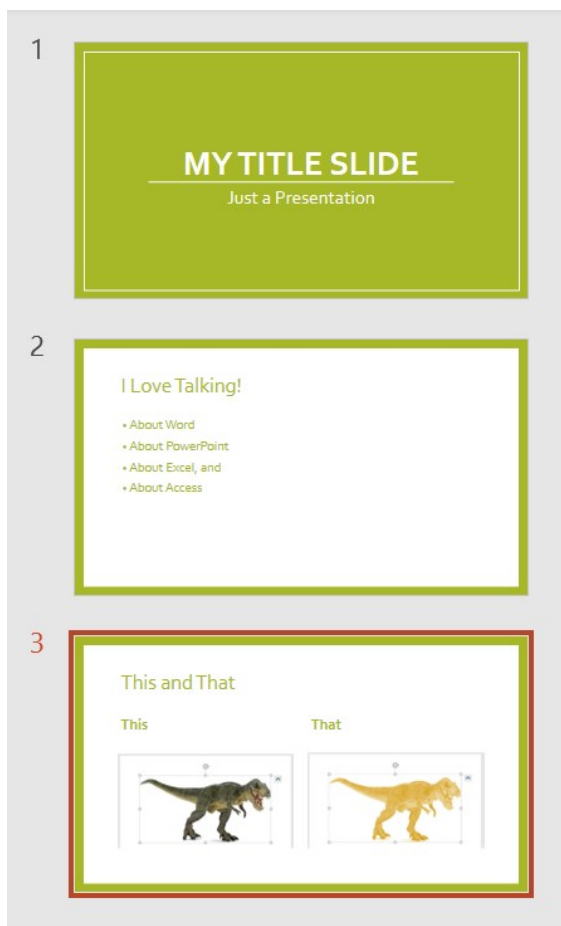 1
MY TITLE SLIDE
Just a Presentation
2
I Love Talking!
• About Word
• About PowerPoint
• About Excel, and
• About Access
3
This and That
This That